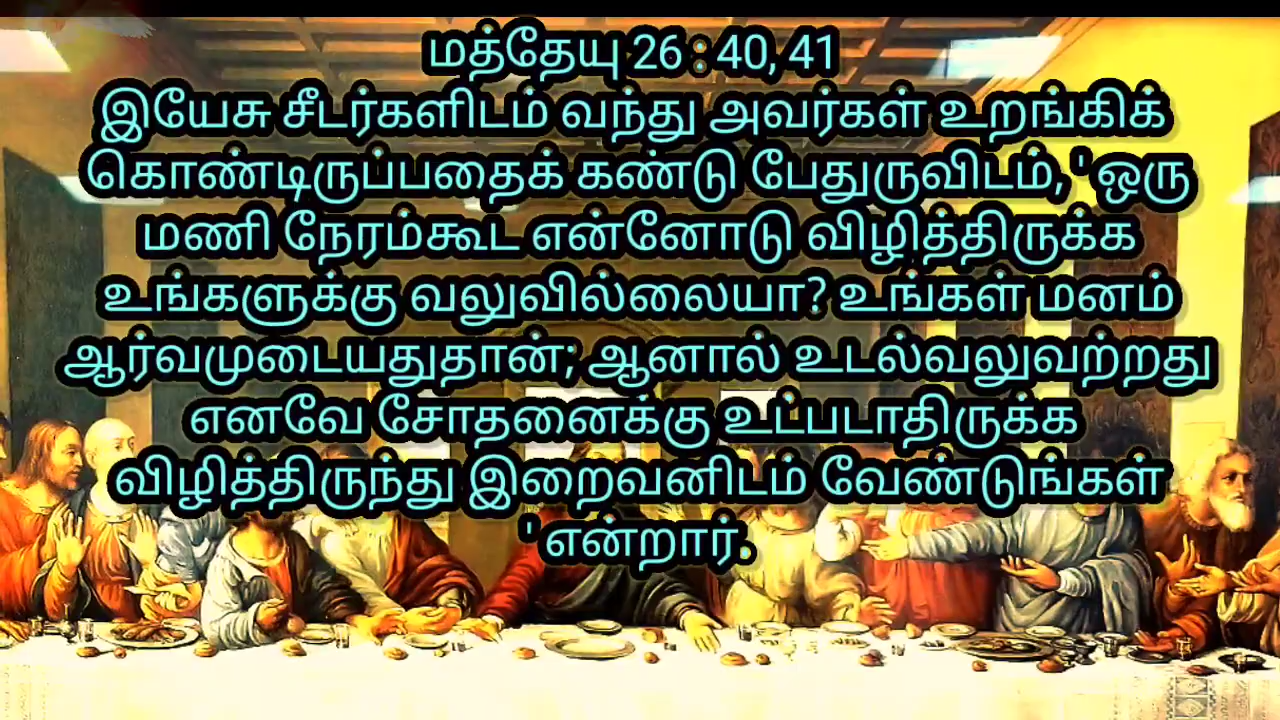 மத்தேயு 26 : 40, 41
இயேசு சீடர்களிடம் வந்து அவர்கள் உறங்கிக்
கொண்டிருப்பதைக் கண்டு பேதுருவிடம், ' ஒரு
மணி நேரம்கூட என்னோடு விழித்திருக்க
உங்களுக்கு வலுவில்லையா? உங்கள் மனம்
ஆர்வமுடையதுதான்; ஆனால் உடல்வலுவற்றது
எனவே சோதனைக்கு உட்படாதிருக்க
விழித்திருந்து இறைவனிடம் வேண்டுங்கள்
' என்றார்.